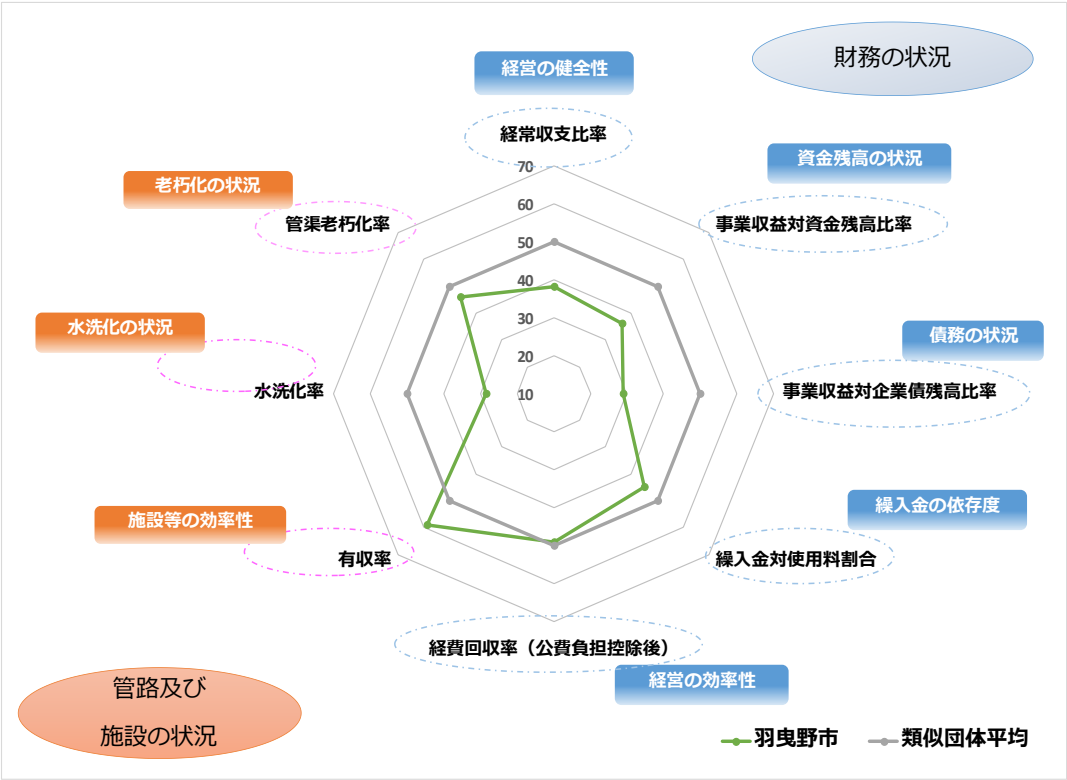 財務の状況
経営の健全性
経常収支比率
資金残高の状況
事業収益対資金残高比率
老朽化の状況
管渠老朽化率
70
60
50
40
30
20
10
水洗化の状況
水洗化率
債務の状況
事業収益対企業債残高比率
繰入金の依存度
繰入金対使用料割合
施設等の効率性
有収率
経費回収率（公費負担控除後）
経営の効率性
管路及び
施設の状況
羽曳野市
類似団体平均